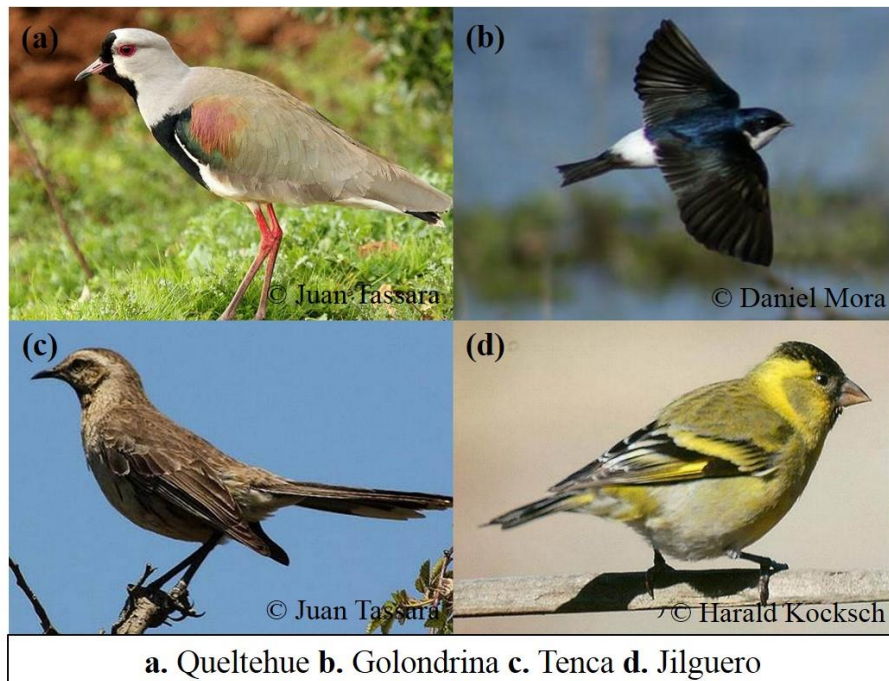 (a)
(b)
© Juan Tassara
© Daniel Mora
(c)
(d)
© Juan Tassara
© Harald Kocksch
a. Queltehue b. Golondrina c. Tenca d. Jilguero